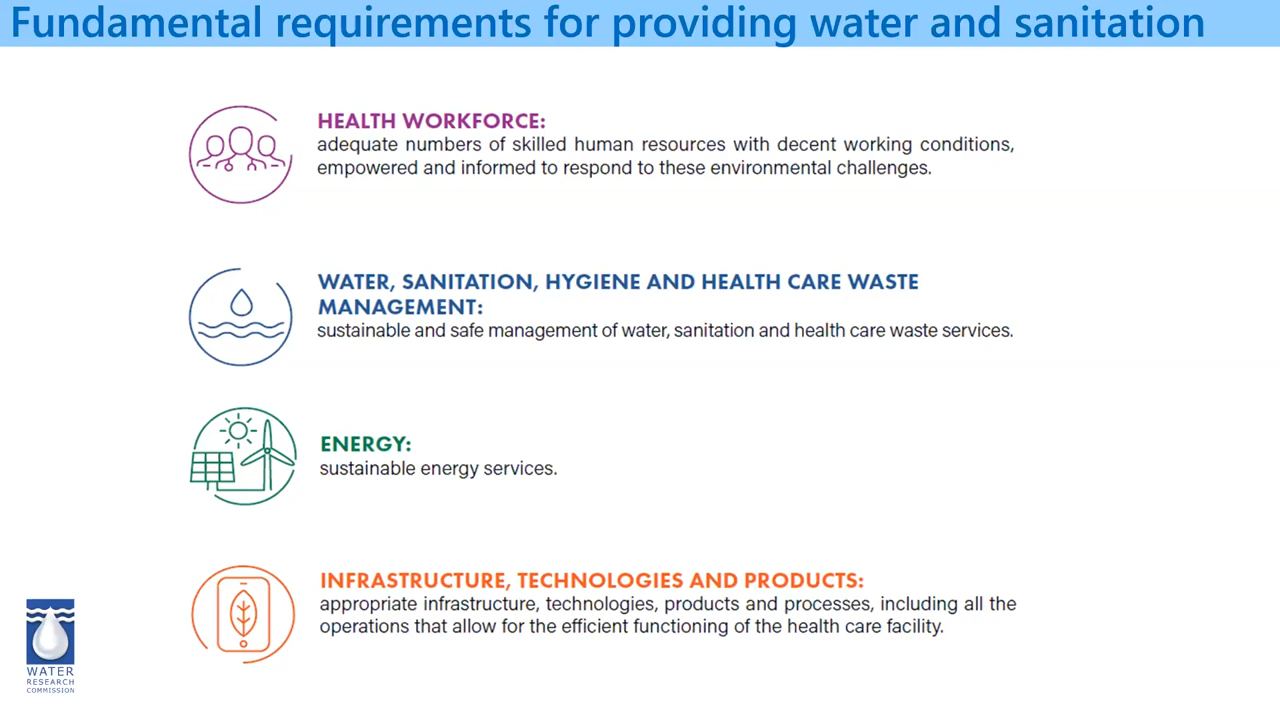 Fundamental requirements for providing water and sanitation
HEALTH WORKFORCE:
adequate numbers of skilled human resources with decent working conditions,
empowered and informed to respond to these environmental challenges.
WATER, SANITATION, HYGIENE AND HEALTH CARE WASTE
MANAGEMENT:
sustainable and safe management of water, sanitation and health care waste services.
ENERGY:
sustainable energy services.
INFRASTRUCTURE, TECHNOLOGIES AND PRODUCTS:
appropriate infrastructure, technologies, products and processes, including all the
operations that allow for the efficient functioning of the health care facility.
WATER
RESEARCH
COMMISSION